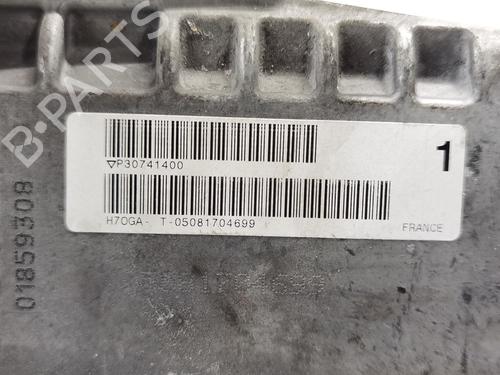 B-PARTS
1
▽P30741400
H7OGA- T-05081704699
FRANCE
01859308